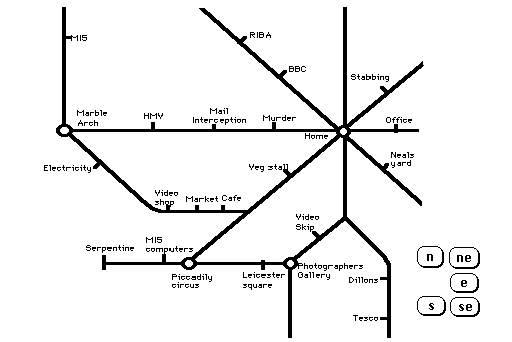 MI5
RIBA
BBC
Stabbing
Marble
Arch
HMV
Mail
Interception
Murder
Home
Office
Electricity
Veg stall
Neals
yard
Video
shop
Market
Cafe
Video
Skip
Serpentine
MI5
computers
Piccadily
circus
Leicester
square
Photographers
Gallery
Dillons
Tesco
n
ne
e
s
se